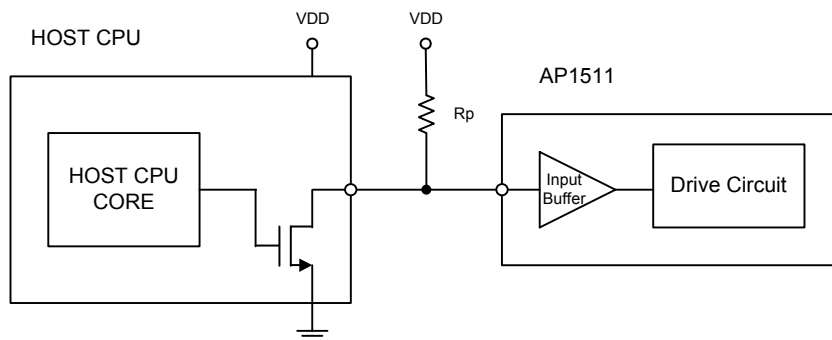 VDD
VDD
HOST CPU
AP1511
Rp
HOST CPU
CORE
Input
Buffer
Drive Circuit